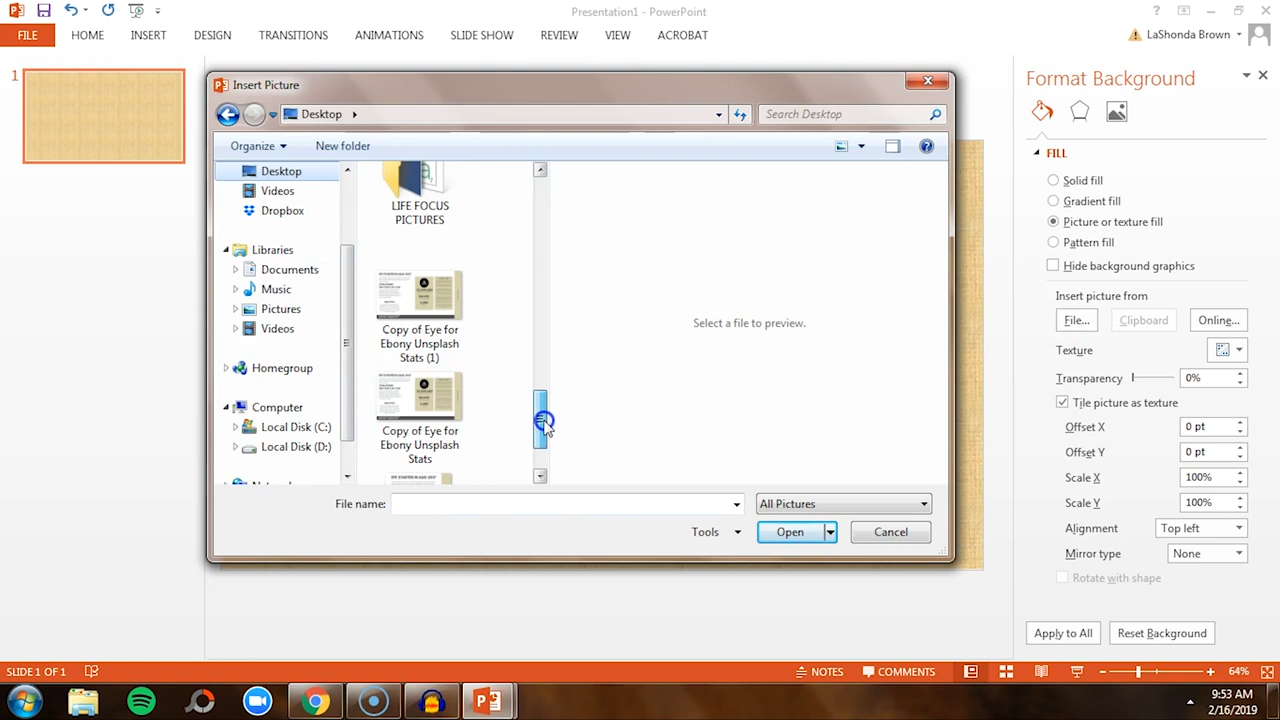 Presentation1 - PowerPoint
FILE
HOME
INSERT
DESIGN
TRANSITIONS
ANIMATIONS
SLIDE SHOW
REVIEW
VIEW
ACROBAT
LaShonda Brown
1
Insert Picture
Desktop
Search Desktop
Organize
New folder
Desktop
Videos
Dropbox
Libraries
Documents
Music
Pictures
Videos
Homegroup
Computer
Local Disk (C:)
Local Disk (D:)
LIFE FOCUS
PICTURES
Copy of Eye for
Ebony Unsplash
Stats (1)
Copy of Eye for
Ebony Unsplash
Stats
Select a file to preview.
File name:
All Pictures
Tools
Open
Cancel
Format Background
FILL
Solid fill
Gradient fill
Picture or texture fill
Pattern fill
Hide background graphics
Insert picture from
File...
Clipboard
Online...
Texture
Transparency
0%
Tile picture as texture
Offset X
0 pt
Offset Y
0 pt
Scale X
100%
Scale Y
100%
Alignment
Top left
Mirror type
None
Rotate with shape
Apply to All
Reset Background
SLIDE 1 OF 1
NOTES
COMMENTS
64%
9:53 AM
2/16/2019